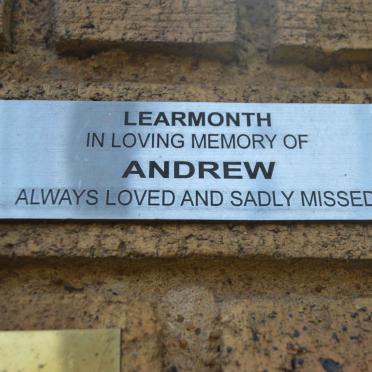 LEARMONTH
IN LOVING MEMORY OF
ANDREW
ALWAYS LOVED AND SADLY MISSED